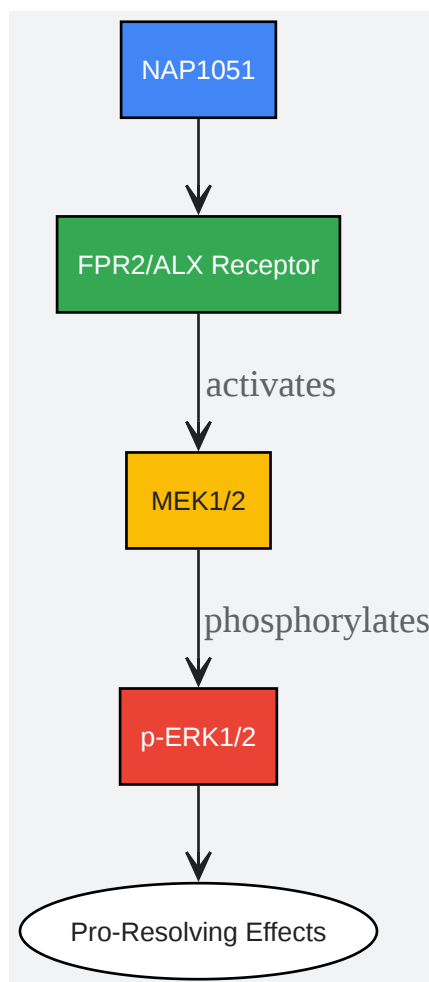 NAP1051
FPR2/ALX Receptor
activates
MEK1/2
phosphorylates
p-ERK1/2
Pro-Resolving Effects